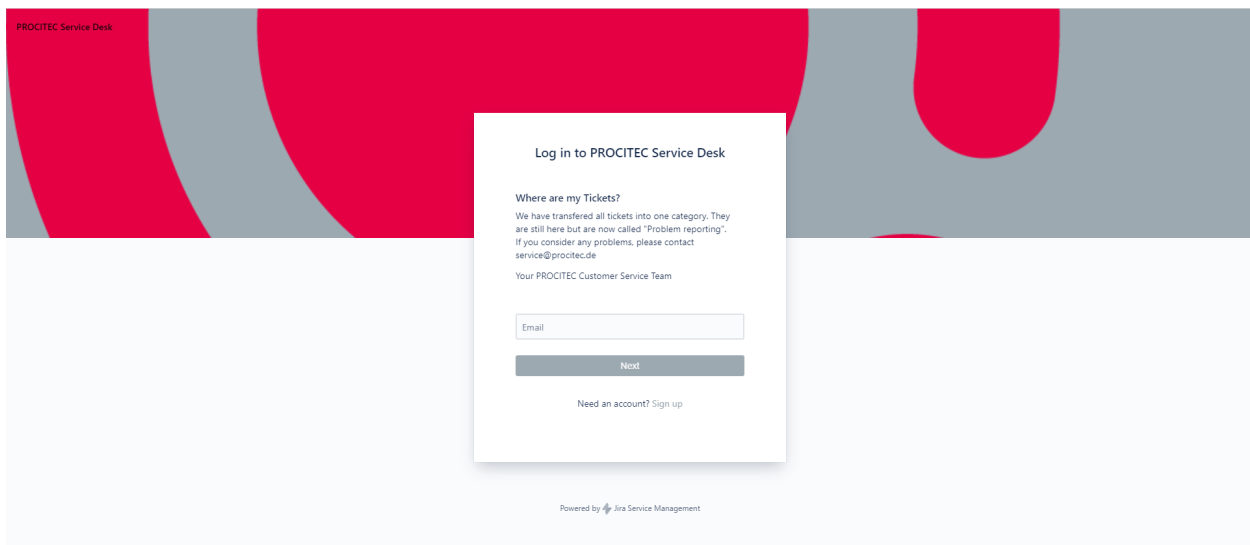 PROCITEC Service Desk
Log in to PROCITEC Service Desk
Where are my Tickets?
We have transfered all tickets into one category. They
are still here but are now called "Problem reporting".
If you consider any problems, please contact
service@procitec.de
Your PROCITEC Customer Service Team
Email
Next
Need an account? Sign up
Powered by Jira Service Management